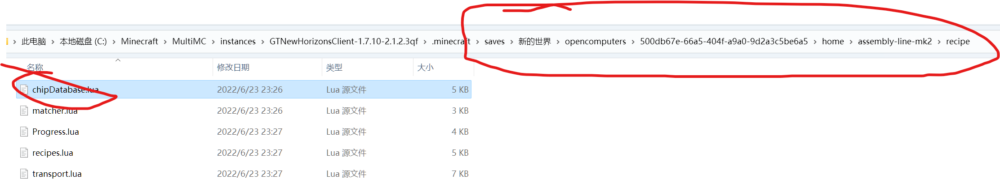 此电脑 › 本地磁盘 (C:) › Minecraft › MultiMC › instances › GTNewHorizonsClient-1.7.10-2.1.2.3qf › .minecraft › saves › 新的世界 › opencomputers › 500db67e-66a5-404f-a9a0-9d2a3c5be6a5 › home › assembly-line-mk2 › recipe
名称 修改日期 类型 大小
chipDatabase.lua 2022/6/23 23:26 Lua 源文件 5 KB
matcher.lua 2022/6/23 23:26 Lua 源文件 3 KB
Progress.lua 2022/6/23 23:27 Lua 源文件 4 KB
recipes.lua 2022/6/23 23:27 Lua 源文件 5 KB
transport.lua 2022/6/23 23:27 Lua 源文件 7 KB